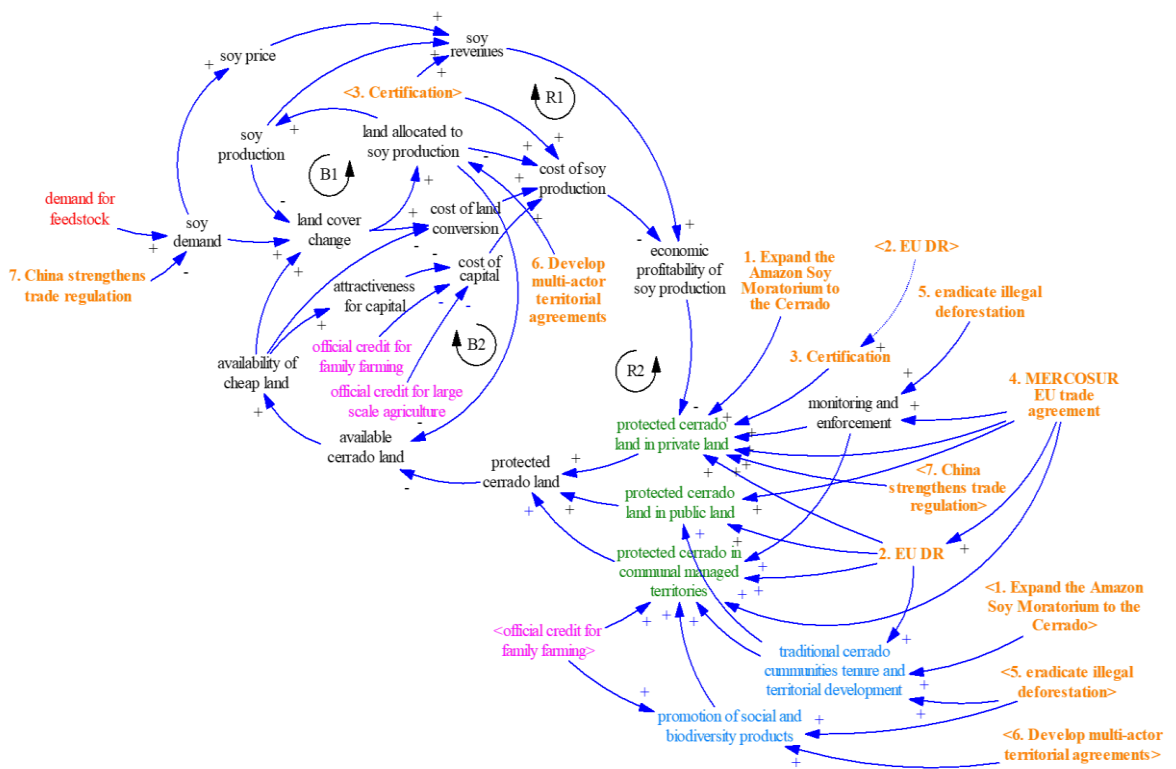 soy price
soy
revenues
<3. Certification>
R1
soy
production
land allocated to
soy production
B1
cost of soy
production
demand for
feedstock
soy
demand
land cover
change
cost of land
conversion
7. China strengthens
trade regulation
attractiveness
for capital
cost of
capital
6. Develop
multi-actor
territorial
agreements
economic
profitability of
soy production
1. Expand the
Amazon Soy
Moratorium to
the Cerrado
<2. EU DR>
5. eradicate illegal
deforestation
availability of
cheap land
official credit for
family farming
B2
official credit for large
scale agriculture
R2
3. Certification
monitoring and
enforcement
4. MERCOSUR
EU trade
agreement
available
cerrado land
protected cerrado
land in private land
protected
cerrado land
<7. China
strengthens trade
regulation>
protected cerrado
land in public land
2. EU DR
protected cerrado in
communal managed
territories
<1. Expand the Amazon
Soy Moratorium to the
Cerrado>
<official credit for
family farming>
traditional cerrado
cummunities tenure and
territorial development
<5. eradicate illegal
deforestation>
promotion of social and
biodiversity products
<6. Develop multi-actor
territorial agreements>